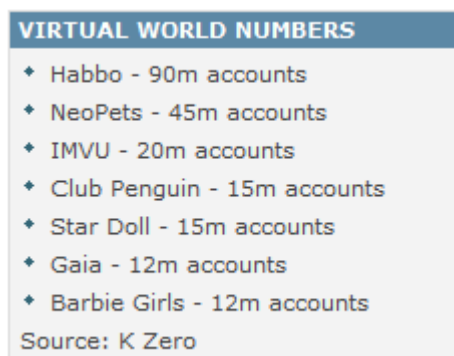 VIRTUAL WORLD NUMBERS
Habbo - 90m accounts
NeoPets - 45m accounts
IMVU - 20m accounts
Club Penguin - 15m accounts
Star Doll - 15m accounts
Gaia - 12m accounts
Barbie Girls - 12m accounts
Source: K Zero